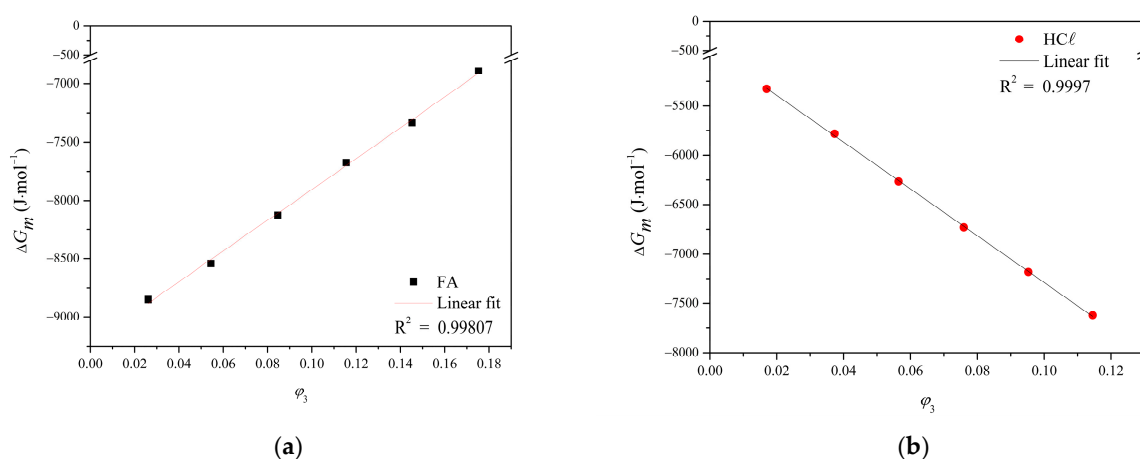 0
−500
−7000
−7500
−8000
−8500
−9000
ΔGm (J·mol−1)
FA
Linear fit
R2 = 0.99807
0.00 0.02 0.04 0.06 0.08 0.10 0.12 0.14 0.16 0.18
φ3
(a)
0
−500
−5500
−6000
−6500
−7000
−7500
−8000
ΔGm (J·mol−1)
HCℓ
Linear fit
R2 = 0.9997
0.00 0.02 0.04 0.06 0.08 0.10 0.12
φ3
(b)